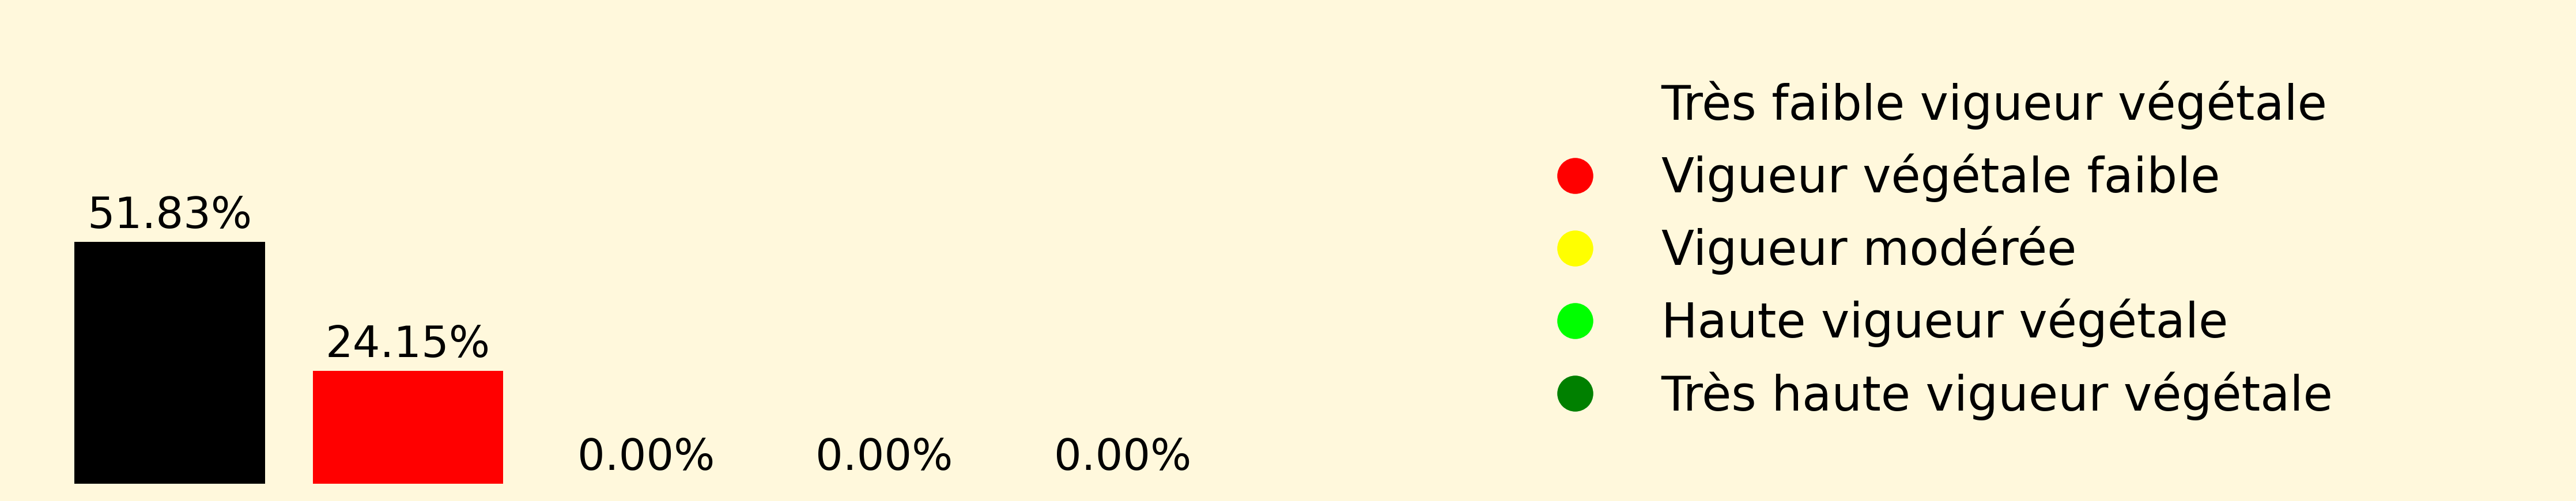 51.83%
24.15%
0.00%
0.00%
0.00%
Très faible vigueur végétale
Vigueur végétale faible
Vigueur modérée
Haute vigueur végétale
Très haute vigueur végétale